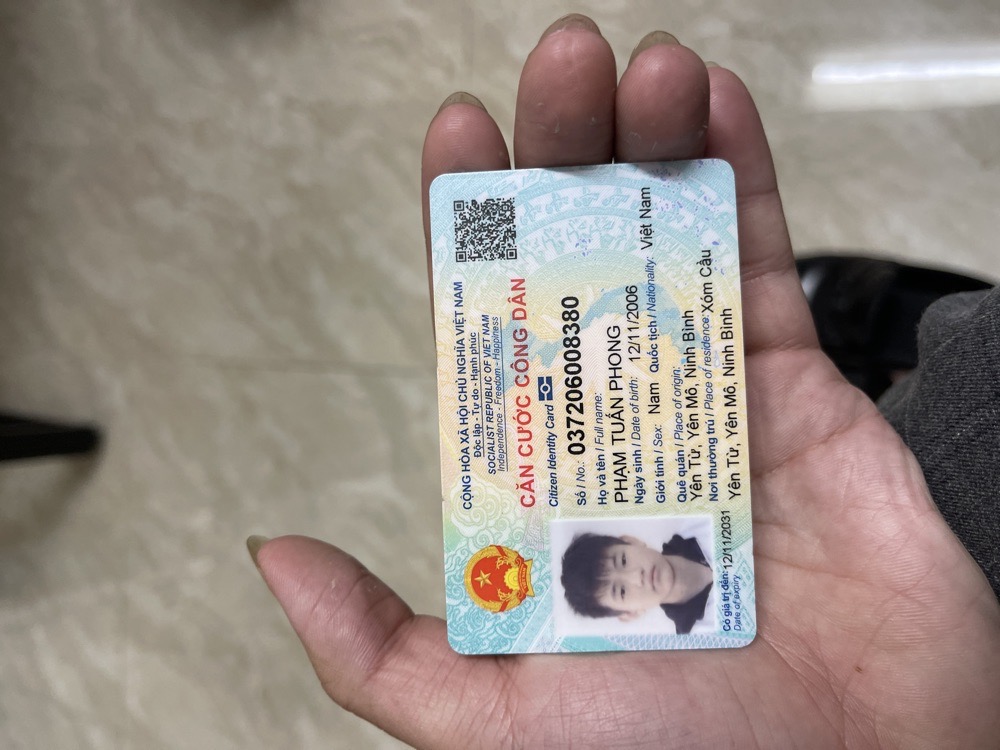 CỘNG HÒA XÃ HỘI CHỦ NGHĨA VIỆT NAM
Độc lập - Tự do - Hạnh phúc
SOCIALIST REPUBLIC OF VIET NAM
Independence - Freedom - Happiness
CĂN CƯỚC CÔNG DÂN
Citizen Identity Card
Số / No.: 037206008380
Họ và tên / Full name:
PHẠM TUẤN PHONG
Ngày sinh / Date of birth: 12/11/2006
Giới tính / Sex: Nam Quốc tịch / Nationality: Việt Nam
Quê quán / Place of origin:
Yên Từ, Yên Mô, Ninh Bình
Nơi thường trú / Place of residence: Xóm Cầu
Yên Từ, Yên Mô, Ninh Bình
Có giá trị đến: 12/11/2031
Date of expiry